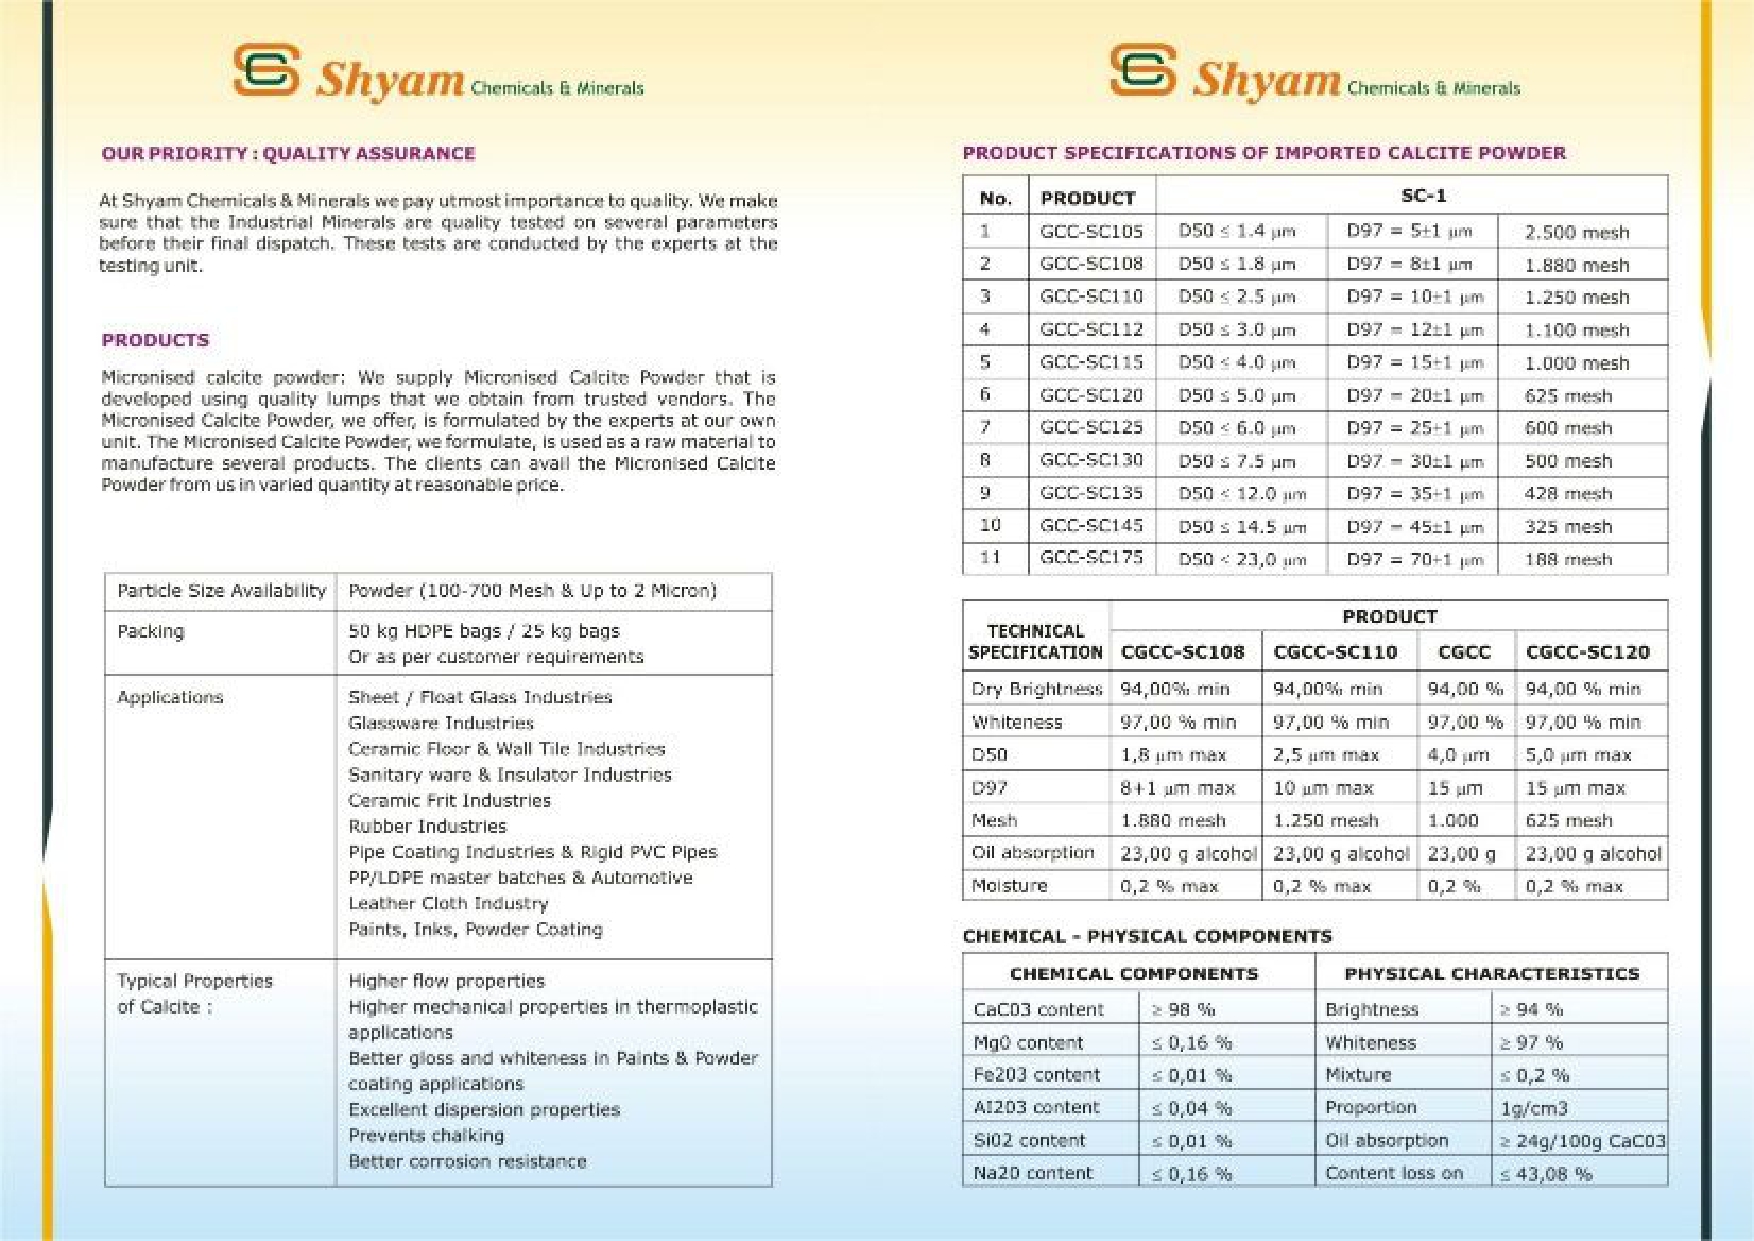 SC Shyam Chemicals & Minerals
OUR PRIORITY : QUALITY ASSURANCE
At Shyam Chemicals & Minerals we pay utmost importance to quality. We make
sure that the Industrial Minerals are quality tested on several parameters
before their final dispatch. These tests are conducted by the experts at the
testing unit.
PRODUCTS
Micronised calcite powder: We supply Micronised Calcite Powder that is
developed using quality lumps that we obtain from trusted vendors. The
Micronised Calcite Powder, we offer, is formulated by the experts at our own
unit. The Micronised Calcite Powder, we formulate, is used as a raw material to
manufacture several products. The clients can avail the Micronised Calcite
Powder from us in varied quantity at reasonable price.
Particle Size Availability Powder (100-700 Mesh & Up to 2 Micron)
Packing 50 kg HDPE bags / 25 kg bags
Or as per customer requirements
Applications Sheet / Float Glass Industries
Glassware Industries
Ceramic Floor & Wall Tile Industries
Sanitary ware & Insulator Industries
Ceramic Frit Industries
Rubber Industries
Pipe Coating Industries & Rigid PVC Pipes
PP/LDPE master batches & Automotive
Leather Cloth Industry
Paints, Inks, Powder Coating
Typical Properties Higher flow properties
of Calcite : Higher mechanical properties in thermoplastic
applications
Better gloss and whiteness in Paints & Powder
coating applications
Excellent dispersion properties
Prevents chalking
Better corrosion resistance
SC Shyam Chemicals & Minerals
PRODUCT SPECIFICATIONS OF IMPORTED CALCITE POWDER
No. PRODUCT SC-1
1 GCC-SC105 D50 ≤ 1.4 µm D97 = 5±1 µm 2.500 mesh
2 GCC-SC108 D50 ≤ 1.8 µm D97 = 8±1 µm 1.880 mesh
3 GCC-SC110 D50 ≤ 2.5 µm D97 = 10±1 µm 1.250 mesh
4 GCC-SC112 D50 ≤ 3.0 µm D97 = 12±1 µm 1.100 mesh
5 GCC-SC115 D50 ≤ 4.0 µm D97 = 15±1 µm 1.000 mesh
6 GCC-SC120 D50 ≤ 5.0 µm D97 = 20±1 µm 625 mesh
7 GCC-SC125 D50 ≤ 6.0 µm D97 = 25±1 µm 600 mesh
8 GCC-SC130 D50 ≤ 7.5 µm D97 = 30±1 µm 500 mesh
9 GCC-SC135 D50 ≤ 12.0 µm D97 = 35±1 µm 428 mesh
10 GCC-SC145 D50 ≤ 14.5 µm D97 = 45±1 µm 325 mesh
11 GCC-SC175 D50 < 23,0 µm D97 = 70+1 µm 188 mesh
TECHNICAL SPECIFICATION PRODUCT
CGCC-SC108 CGCC-SC110 CGCC CGCC-SC120
Dry Brightness 94,00% min 94,00% min 94,00 % 94,00 % min
Whiteness 97,00 % min 97,00 % min 97,00 % 97,00 % min
D50 1,8 µm max 2,5 µm max 4,0 µm 5,0 µm max
D97 8+1 µm max 10 µm max 15 µm 15 µm max
Mesh 1.880 mesh 1.250 mesh 1.000 625 mesh
Oil absorption 23,00 g alcohol 23,00 g alcohol 23,00 g 23,00 g alcohol
Moisture 0,2 % max 0,2 % max 0,2 % 0,2 % max
CHEMICAL – PHYSICAL COMPONENTS
CHEMICAL COMPONENTS PHYSICAL CHARACTERISTICS
CaC03 content ≥ 98 % Brightness ≥ 94 %
Mg0 content ≤ 0,16 % Whiteness ≥ 97 %
Fe203 content ≤ 0,01 % Mixture ≤ 0,2 %
AI203 content ≤ 0,04 % Proportion 1g/cm3
Si02 content ≤ 0,01 % Oil absorption ≥ 24g/100g CaC03
Na20 content ≤ 0,16 % Content loss on ≤ 43,08 %